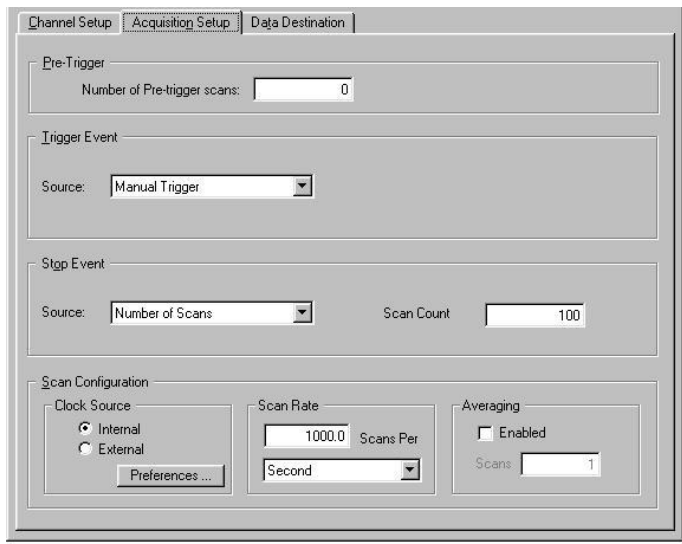 Channel Setup Acquisition Setup Data Destination
Pre-Trigger
Number of Pre-trigger scans: 0
Trigger Event
Source: Manual Trigger
Stop Event
Source: Number of Scans Scan Count 100
Scan Configuration
Clock Source Scan Rate Averaging
Internal 1000.0 Scans Per Enabled
External
Preferences ... Second Scans 1